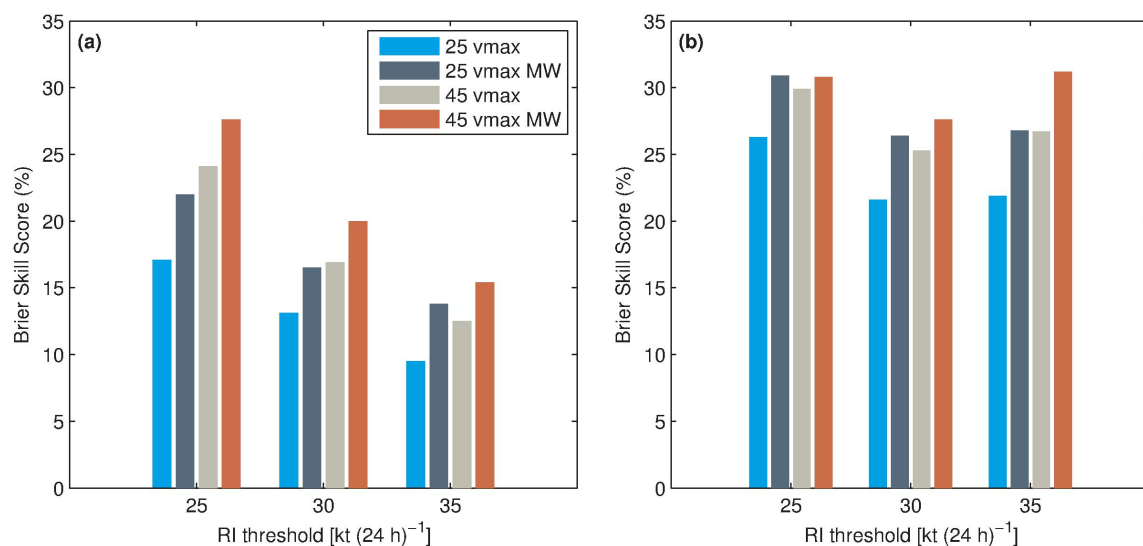 (a)
25 vmax
25 vmax MW
45 vmax
45 vmax MW
Brier Skill Score (%)
35
30
25
20
15
10
5
0
25 30 35
RI threshold [kt (24 h)⁻¹]
(b)
Brier Skill Score (%)
35
30
25
20
15
10
5
0
25 30 35
RI threshold [kt (24 h)⁻¹]